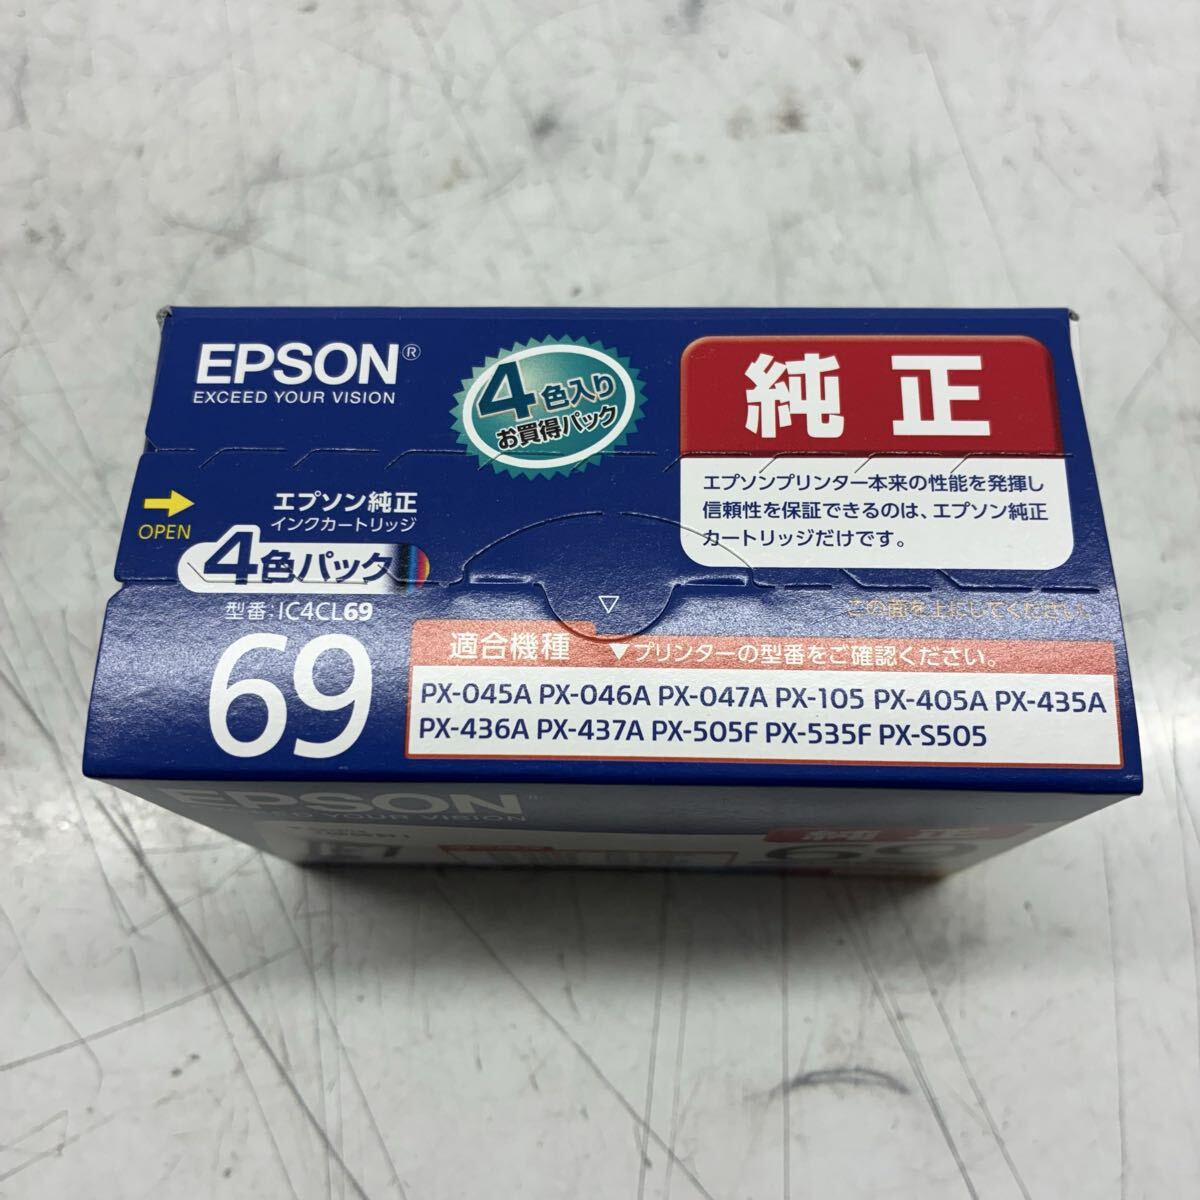 EPSON®
EXCEED YOUR VISION
4色入り
お買得パック
純正
エプソンプリンター本来の性能を発揮し
信頼性を保証できるのは、エプソン純正
カートリッジだけです。
OPEN
エプソン純正
インクカートリッジ
4色パック
型番:IC4CL69
69
この面を上にしてください。
適合機種 ▼プリンターの型番をご確認ください。
PX-045A PX-046A PX-047A PX-105 PX-405A PX-435A
PX-436A PX-437A PX-505F PX-535F PX-S505
EPSON
EXCEED YOUR VISION
純正
69